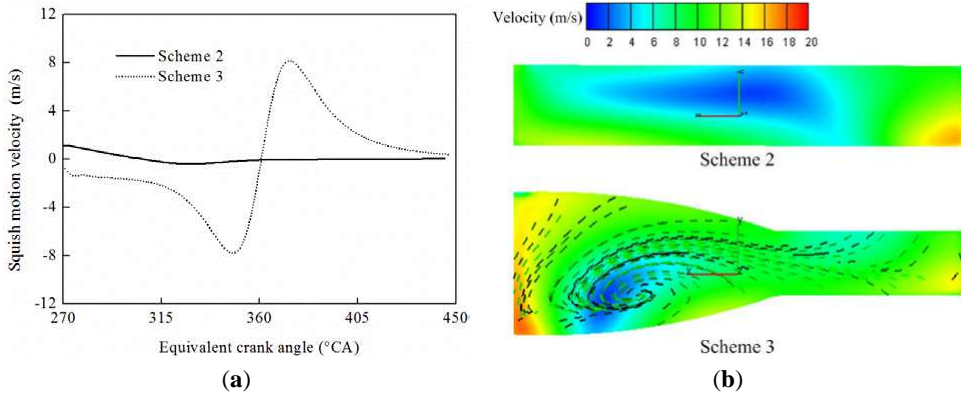 12
8
4
0
-4
-8
-12
Squish motion velocity (m/s)
Scheme 2
Scheme 3
270 315 360 405 450
Equivalent crank angle (°CA)
(a)
Velocity (m/s)
0 2 4 6 8 10 12 14 16 18 20
Scheme 2
Scheme 3
(b)